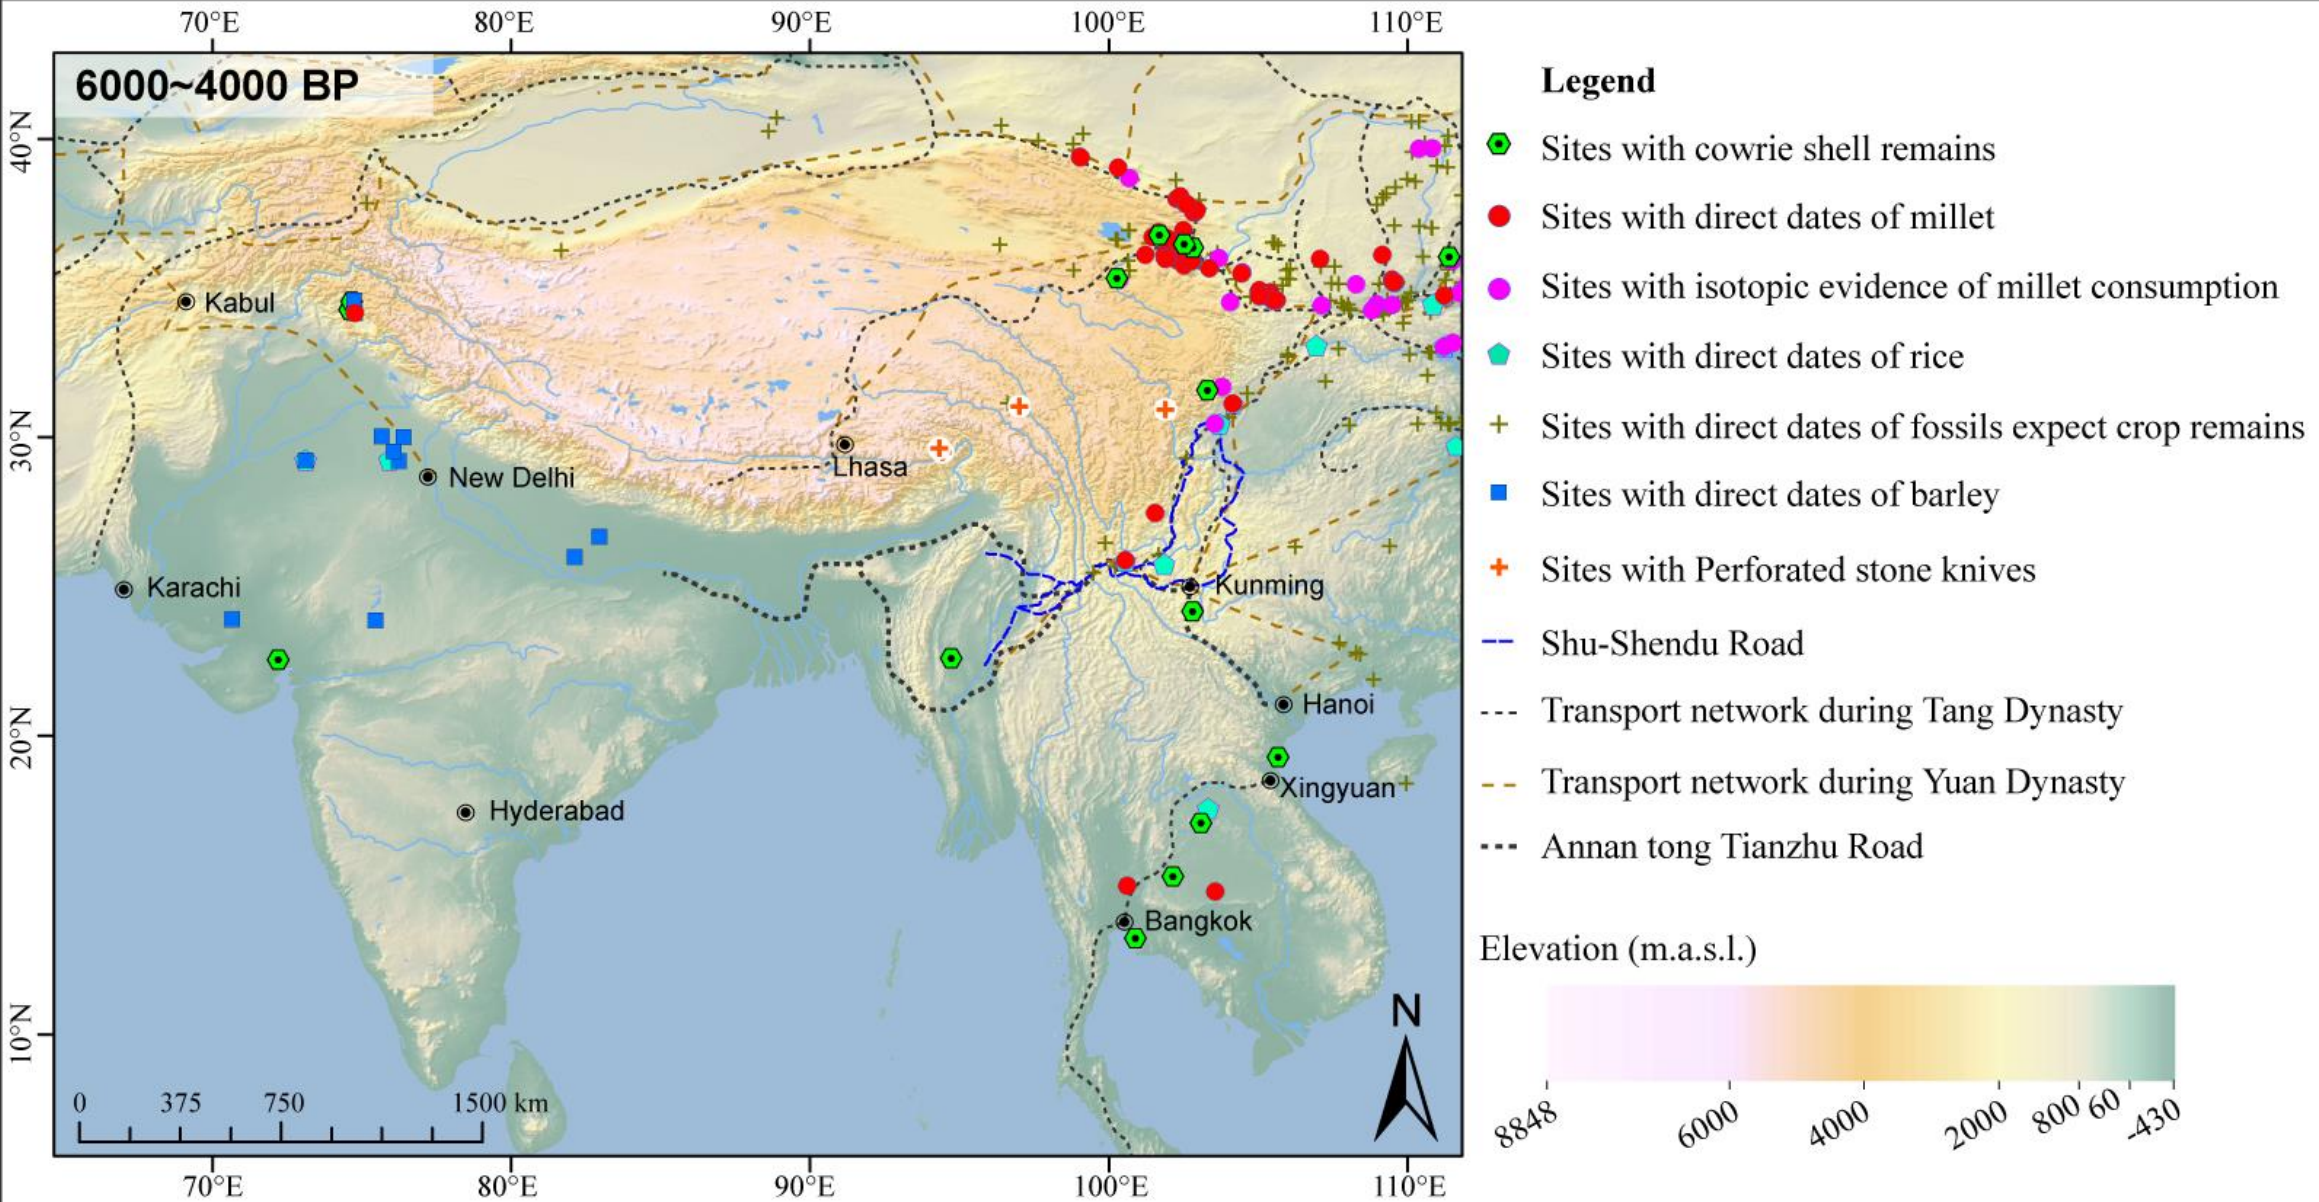 70°E 80°E 90°E 100°E 110°E
6000~4000 BP
40°N
30°N
20°N
10°N
Kabul
New Delhi
Lhasa
Karachi
Kunming
Hanoi
Xingyuan
Hyderabad
Bangkok
N
0 375 750 1500 km
70°E 80°E 90°E 100°E 110°E
Legend
Sites with cowrie shell remains
Sites with direct dates of millet
Sites with isotopic evidence of millet consumption
Sites with direct dates of rice
Sites with direct dates of fossils expect crop remains
Sites with direct dates of barley
Sites with Perforated stone knives
Shu-Shendu Road
Transport network during Tang Dynasty
Transport network during Yuan Dynasty
Annan tong Tianzhu Road
Elevation (m.a.s.l.)
8848 6000 4000 2000 800 60 -430